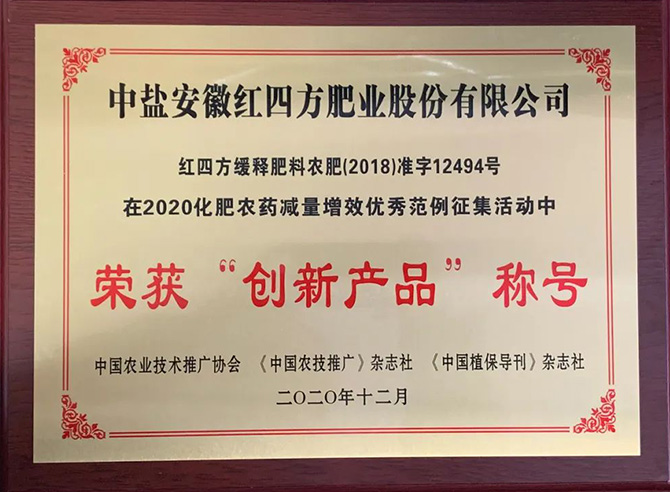 中盐安徽红四方肥业股份有限公司
红四方缓释肥料农肥(2018)准字12494号
在2020化肥农药减量增效优秀范例征集活动中
荣获“创新产品”称号
中国农业技术推广协会 《中国农技推广》杂志社 《中国植保导刊》杂志社
二〇二〇年十二月